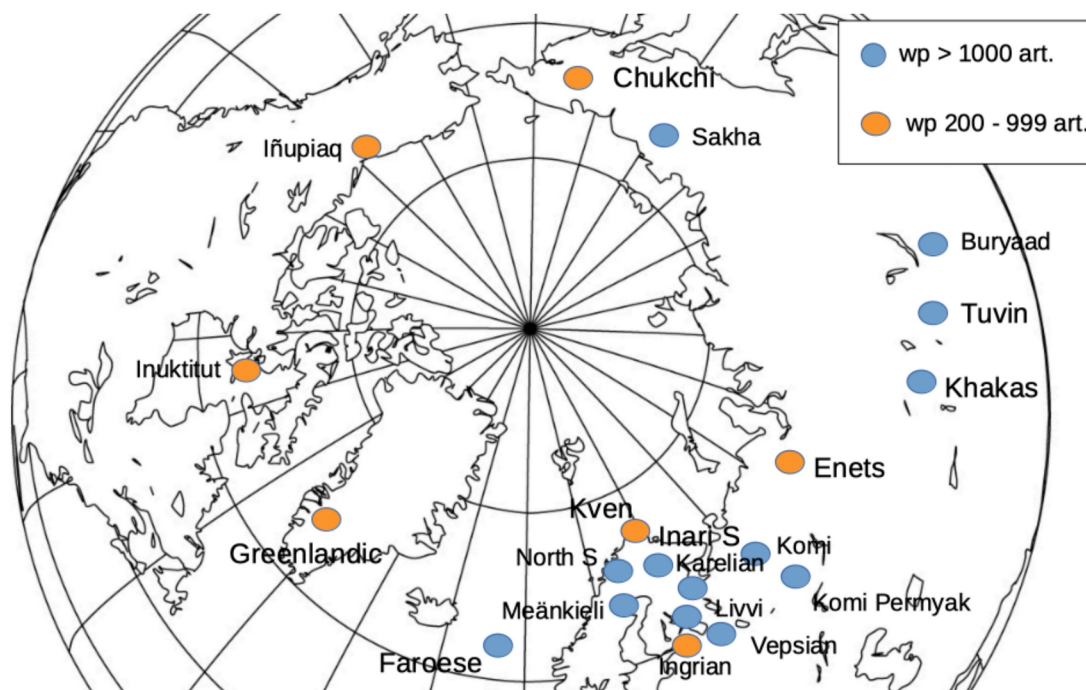 wp > 1000 art.
Chukchi
wp 200 - 999 art.
Sakha
Iñupiaq
Buryaad
Tuvin
Inuktitut
Khakas
Enets
Kven
Inari S
Greenlandic
North S
Komi
Karelian
Komi Permyak
Meänkieli
Livvi
Vepsian
Faroese
Ingrian